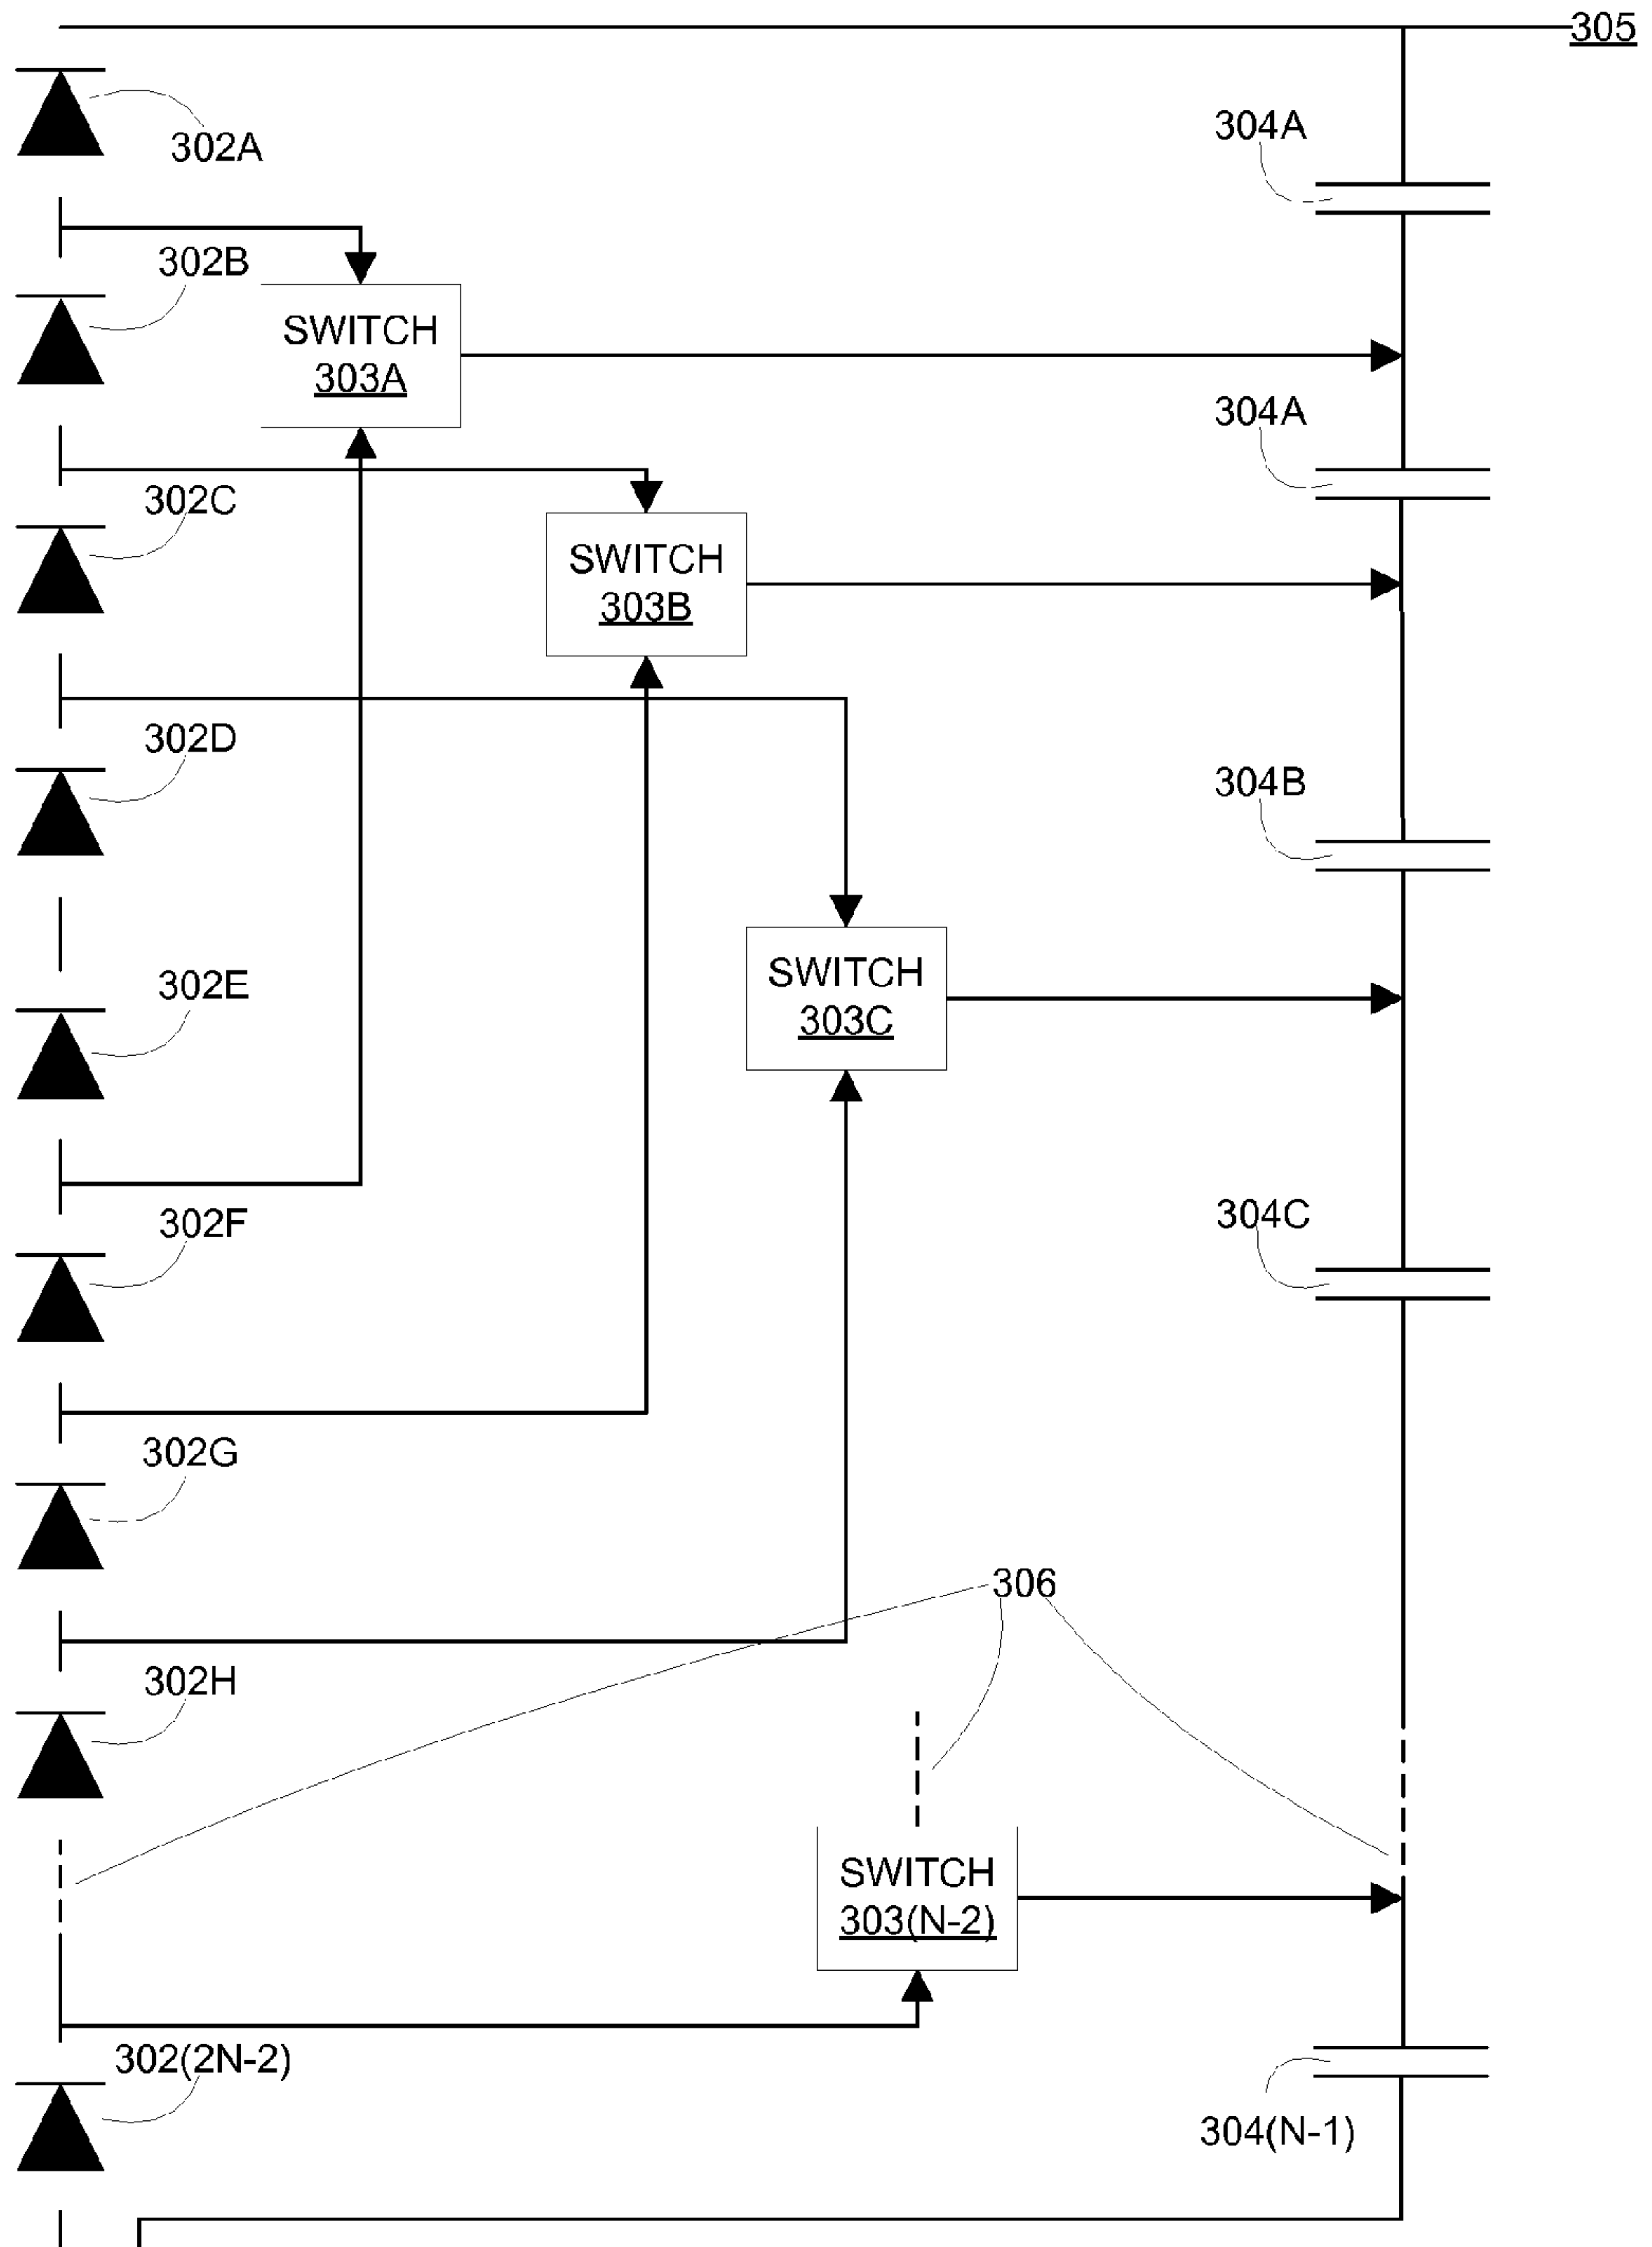 305
302A
304A
302B
SWITCH
303A
304A
302C
SWITCH
303B
302D
304B
302E
SWITCH
303C
302F
304C
302G
306
302H
SWITCH
303(N-2)
302(2N-2)
304(N-1)